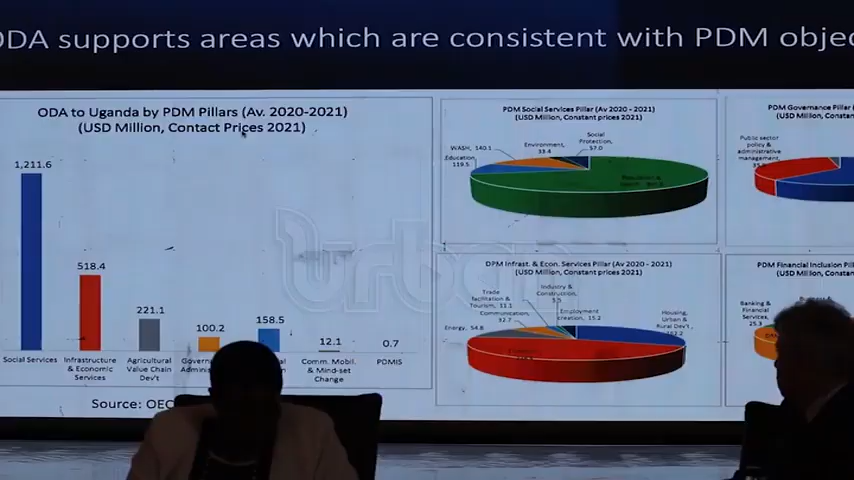 ODA supports areas which are consistent with PDM objec
ODA to Uganda by PDM Pillars (Av. 2020-2021)
(USD Million, Contact Prices 2021)
1,211.6
518.4
221.1
100.2
158.5
12.1
0.7
Social Services
Infrastructure
& Economic
Services
Agricultural
Value Chain
Dev't
Comm. Mobil.
& Mind-set
Change
PDMIS
Source: OEC
PDM Social Services Pillar (Av 2020 - 2021)
(USD Million, Constant prices 2021)
WASH, 140.1
Education,
119.5
Environment,
33.4
Social
Protection,
57.0
DPM Infrast. & Econ. Services Pillar (Av 2020 - 2021)
(USD Million, Constant prices 2021)
Trade
facilitation &
Tourism, 11.1
Communication,
32.7
Energy, 54.8
Industry &
Construction,
Employment
creation, 15.2
Housing,
Urban &
Rural Dev't,
PDM Governance Pillar
(USD Million, Constant
Public sector
policy &
administrative
management,
PDM Financial Inclusion Pill
(USD Million, Constant
Banking &
Financial
Services,
25.3
Urban